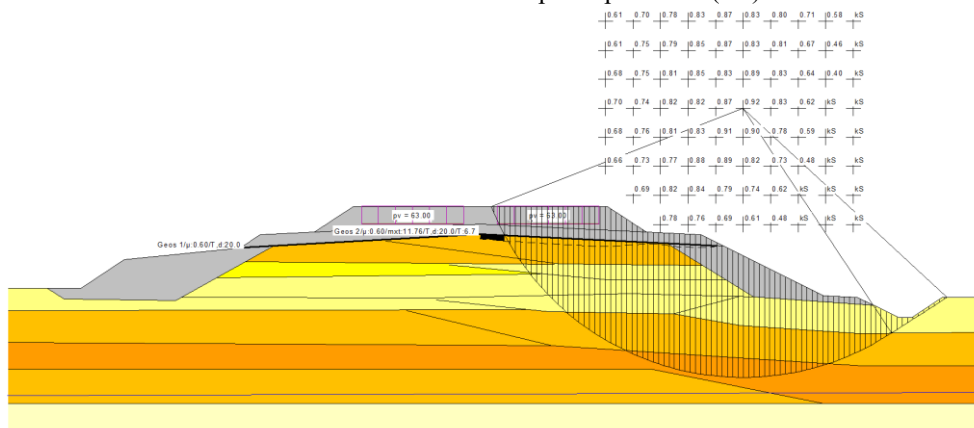 0.61 0.70 0.78 0.83 0.87 0.83 0.80 0.71 0.58 kS
0.61 0.75 0.81 0.85 0.83 0.83 0.81 0.67 0.46 kS
0.68 0.75 0.81 0.85 0.83 0.89 0.83 0.64 0.40 kS
0.70 0.74 0.82 0.82 0.87 0.92 0.83 0.62 kS kS
0.68 0.76 0.81 0.83 0.91 0.90 0.78 0.59 kS kS
0.66 0.73 0.77 0.88 0.89 0.82 0.73 0.48 kS kS
0.69 0.82 0.84 0.79 0.74 0.62 kS kS kS
0.78 0.76 0.69 0.61 0.48 kS kS kS
pv = 63.00 pv = 63.00
Geos 2/μ:0.60/mxt:11.76/T,d:20.0/T:6.7
Geos 1/μ:0.60/T,d:20.0